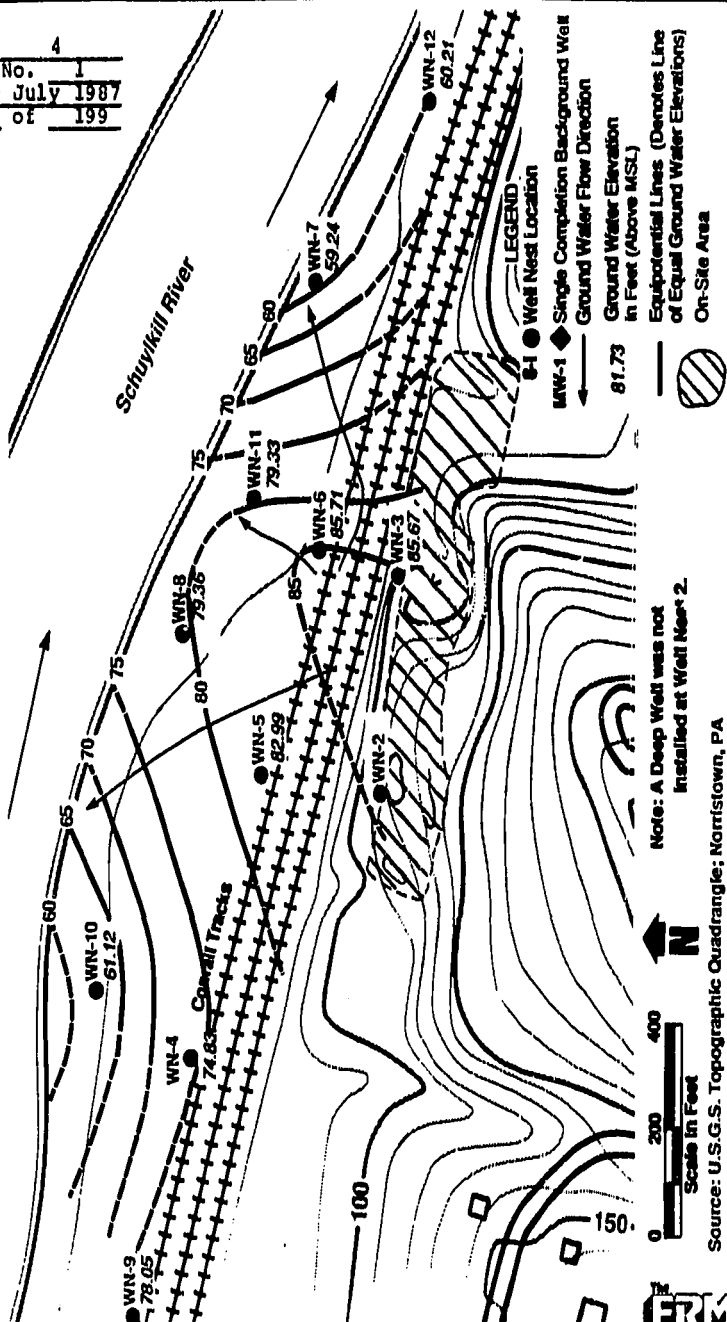 4
No. 1
July 1987
of 199
Schuylkill River
WN-12
60.21
WN-7
59.24
60
65
70
75
WN-11
79.33
WN-6
85.71
WN-3
85.67
WN-8
79.36
85
80
75
70
65
60
WN-5
82.99
WN-2
WN-10
61.12
Conrail Tracks
WN-4
74.83
WN-9
78.05
100
150
LEGEND
Well Nest Location
MW-1 Single Completion Background Well
Ground Water Flow Direction
81.73 Ground Water Elevation
in Feet (Above MSL)
Equipotential Lines (Denotes Line
of Equal Ground Water Elevations)
On-Site Area
Note: A Deep Well was not
Installed at Well Nest 2.
N
0 200 400
Scale in Feet
Source: U.S.G.S. Topographic Quadrangle; Norristown, PA
The
ERM